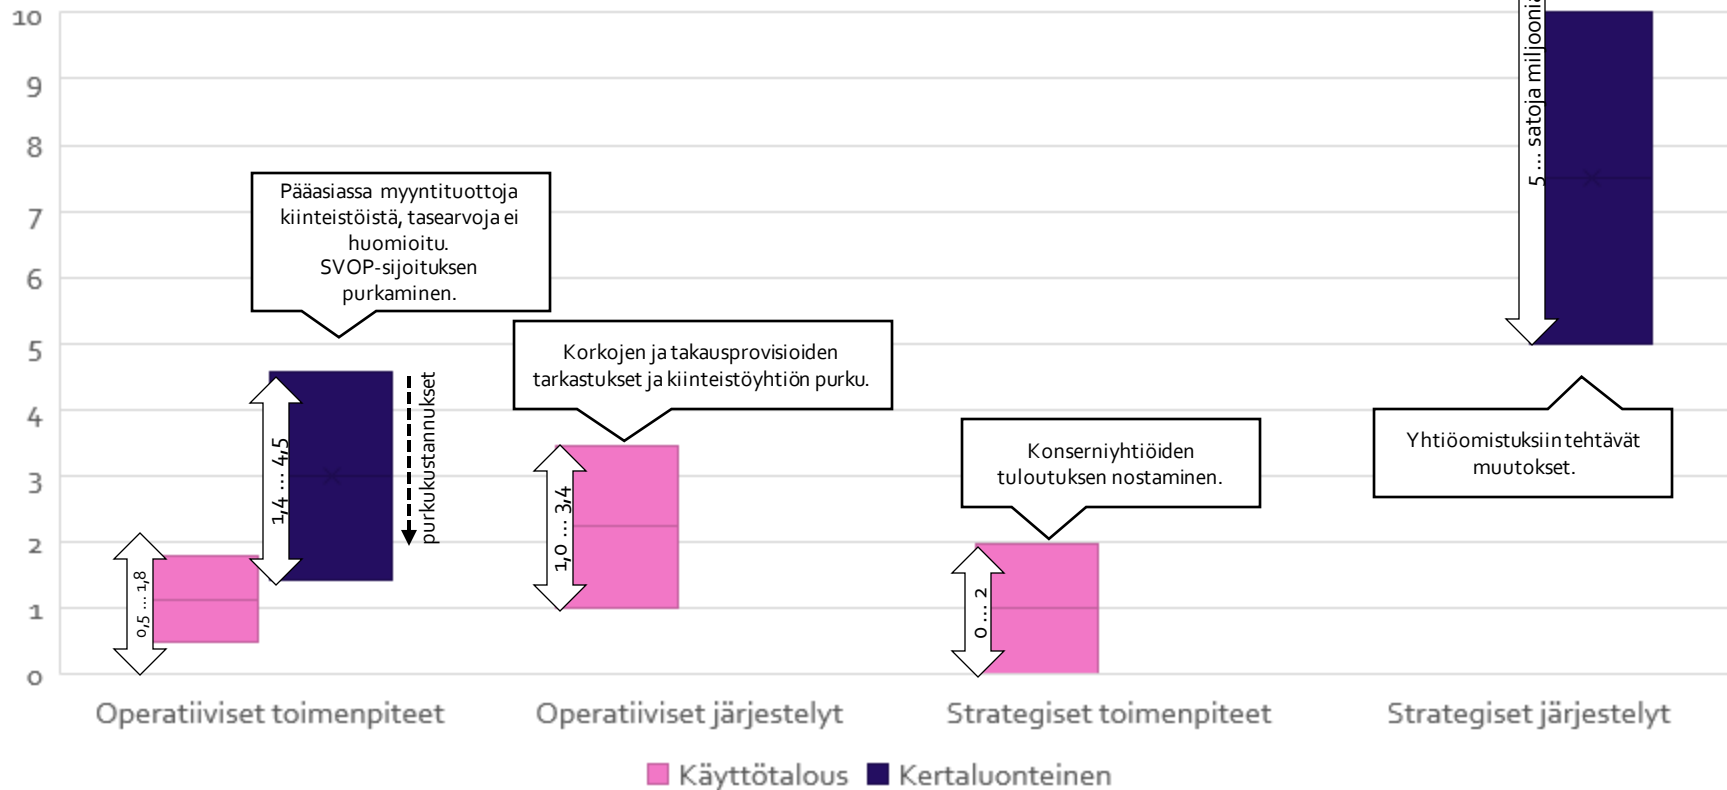 10
9
8
7
6
5
4
3
2
1
0
Pääasiassa myyntituottoja
kiinteistöistä, tasearvoja ei
huomioitu.
SVOP-sijoituksen
purkaminen.
Korkojen ja takausprovisioiden
tarkastukset ja kiinteistöyhtiön purku.
Konserniyhtiöiden
tuloutuksen nostaminen.
Yhtiöomistuksiin tehtävät
muutokset.
0,5 ... 1,8
1,4 ... 4,5
purkukustannukset
1,0 ... 3,4
0 ... 2
5 ... satoja miljoonia
Operatiiviset toimenpiteet
Operatiiviset järjestelyt
Strategiset toimenpiteet
Strategiset järjestelyt
Käyttötalous
Kertaluonteinen